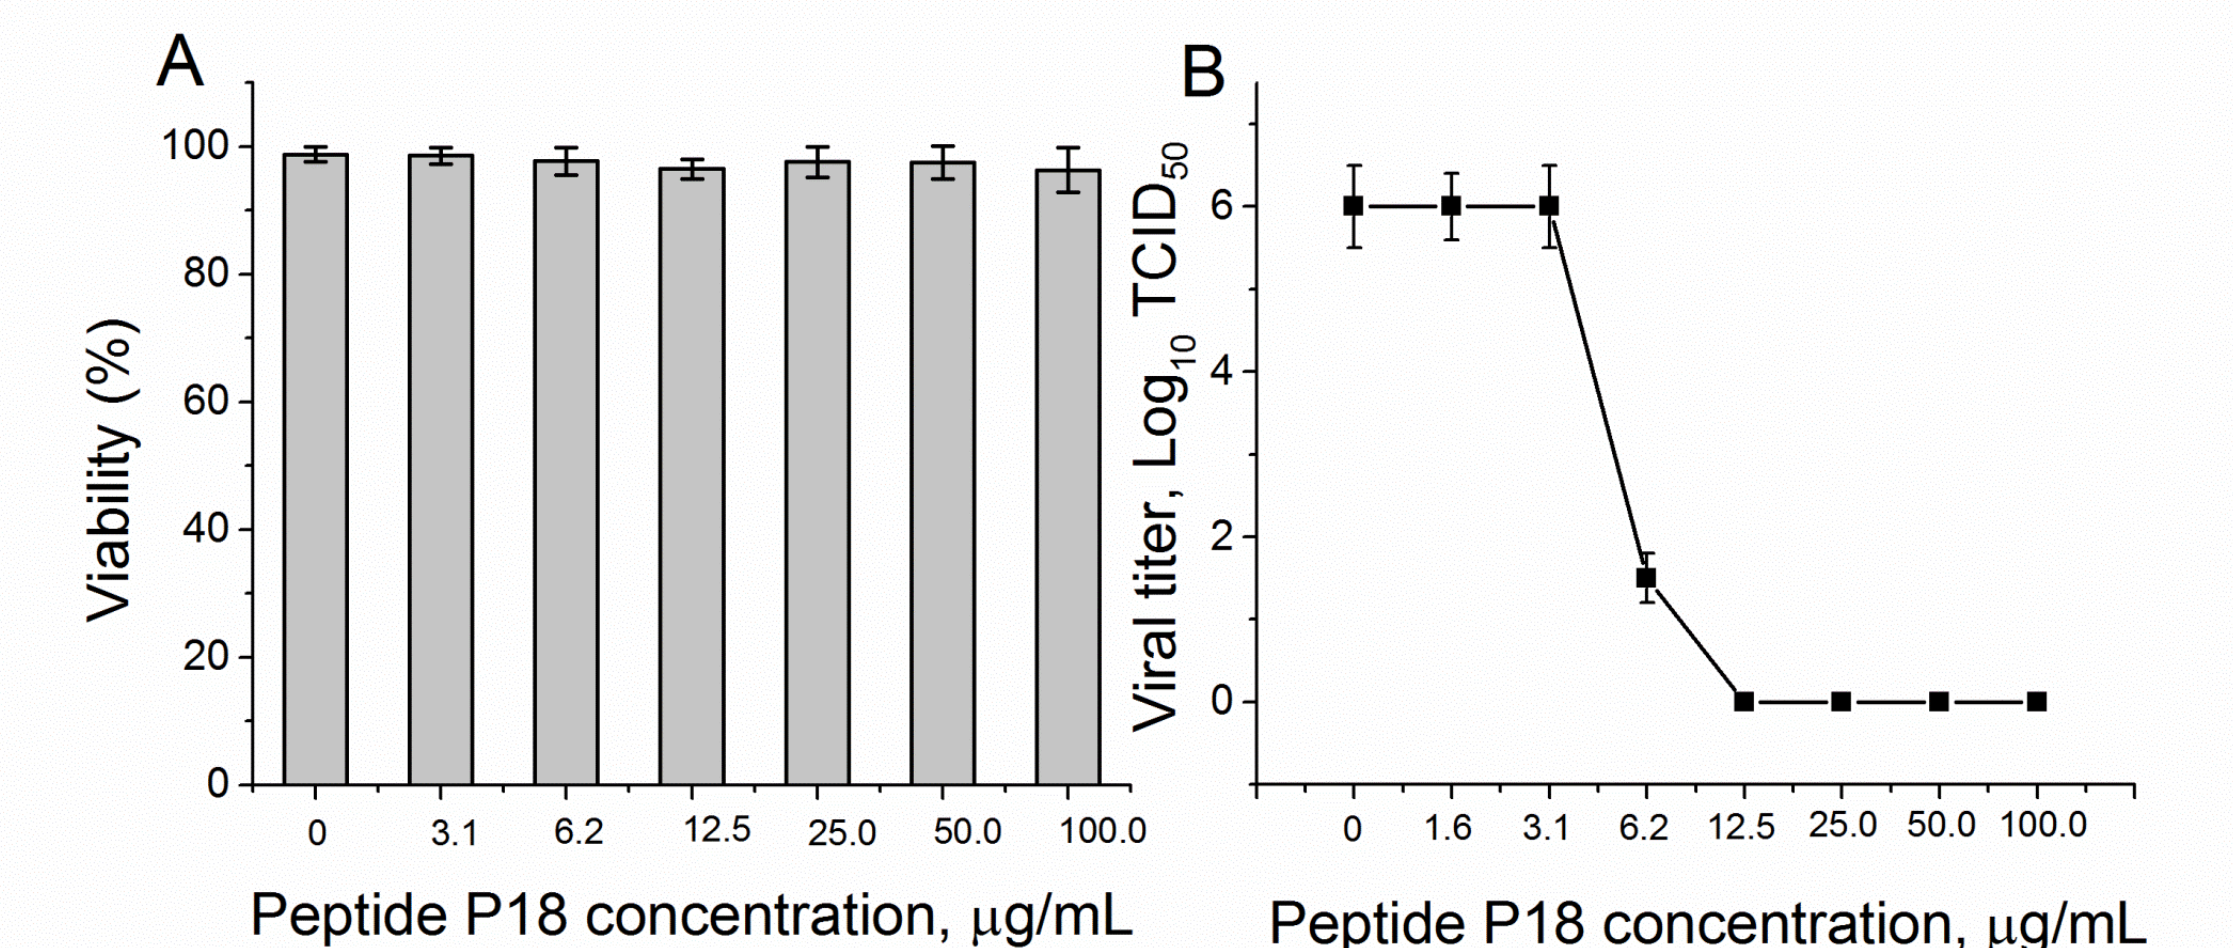 A
Viability (%)
100
80
60
40
20
0
0 3.1 6.2 12.5 25.0 50.0 100.0
Peptide P18 concentration, μg/mL
B
Viral titer, Log10 TCID50
6
4
2
0
0 1.6 3.1 6.2 12.5 25.0 50.0 100.0
Peptide P18 concentration, μg/mL